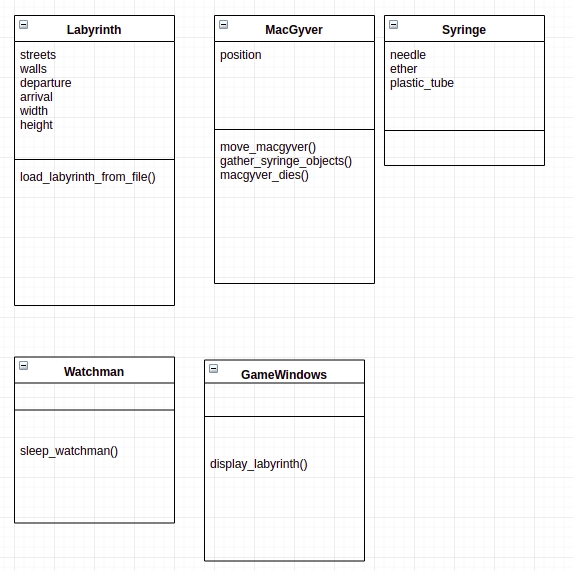 Labyrinth
streets
walls
departure
arrival
width
height
load_labyrinth_from_file()
MacGyver
position
move_macgyver()
gather_syringe_objects()
macgyver_dies()
Syringe
needle
ether
plastic_tube
Watchman
sleep_watchman()
GameWindows
display_labyrinth()